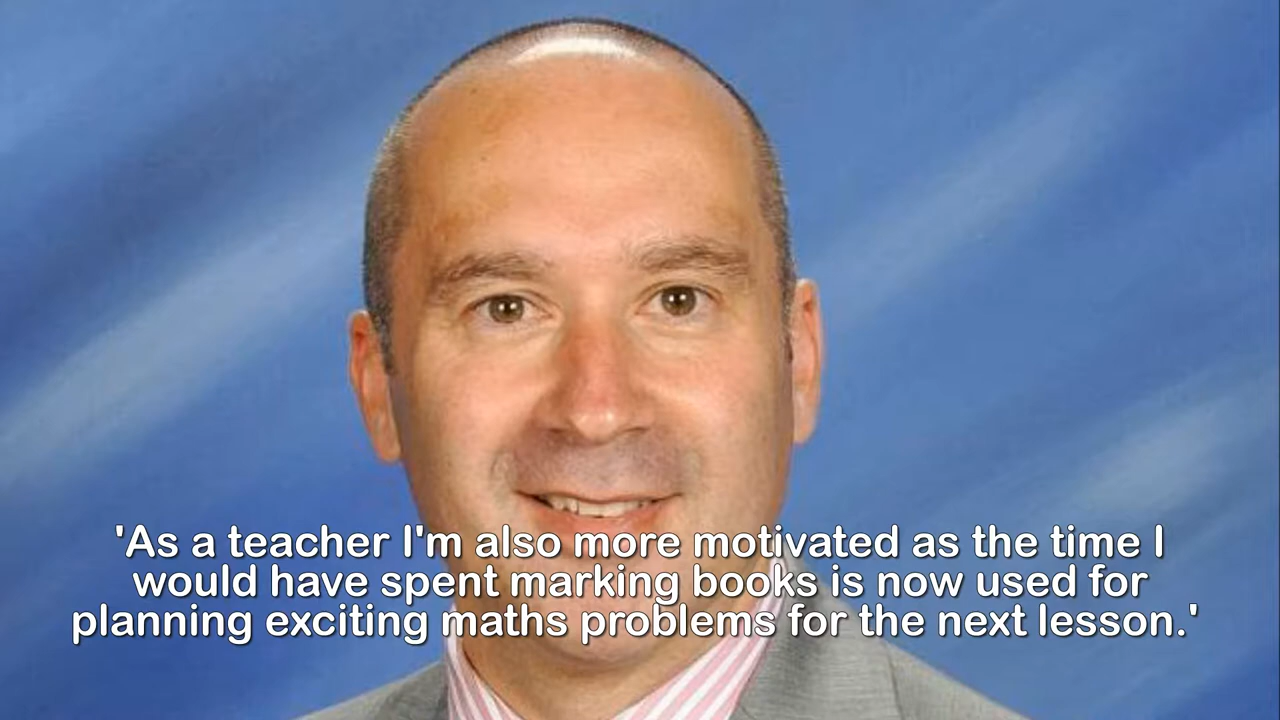 'As a teacher I'm also more motivated as the time I
would have spent marking books is now used for
planning exciting maths problems for the next lesson.'